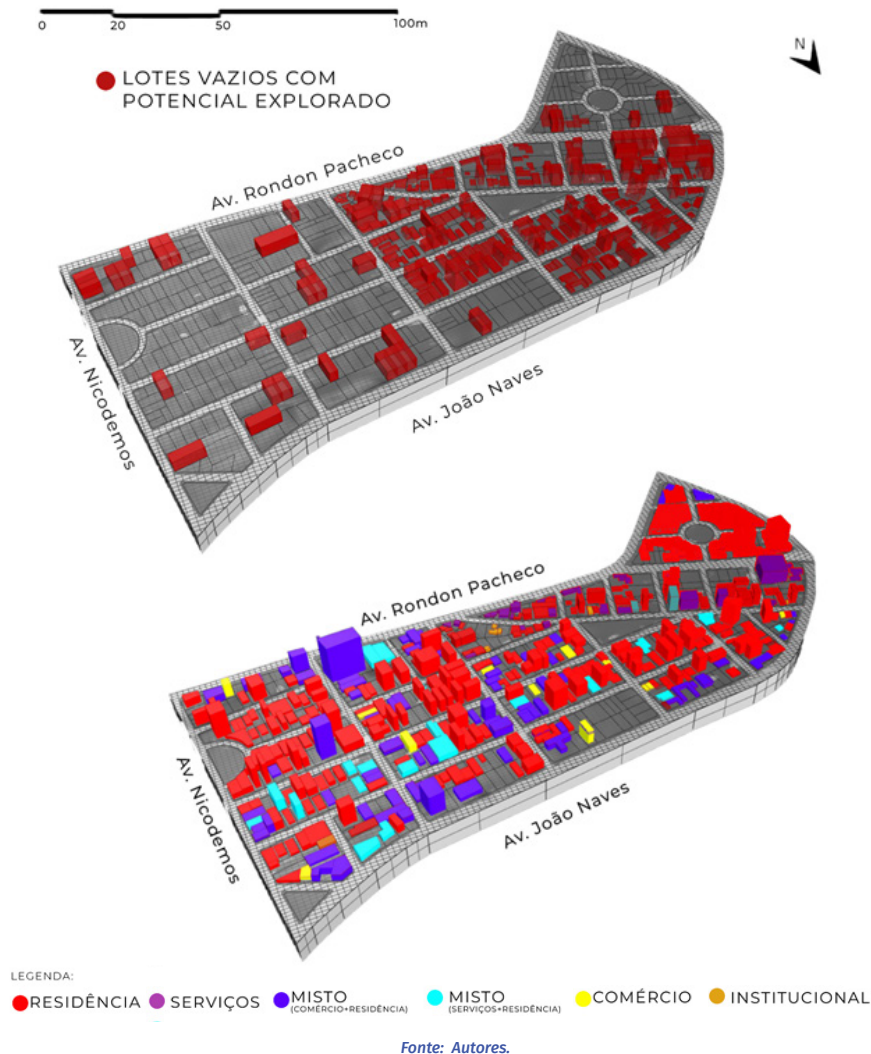 0 20 50 100m
N
LOTES VAZIOS COM
POTENCIAL EXPLORADO
Av. Rondon Pacheco
Av. Nicodemos
Av. João Naves
Av. Rondon Pacheco
Av. Nicodemos
Av. João Naves
LEGENDA:
RESIDÊNCIA SERVIÇOS MISTO MISTO COMÉRCIO INSTITUCIONAL
(COMÉRCIO+RESIDÊNCIA) (SERVIÇOS+RESIDÊNCIA)
Fonte: Autores.